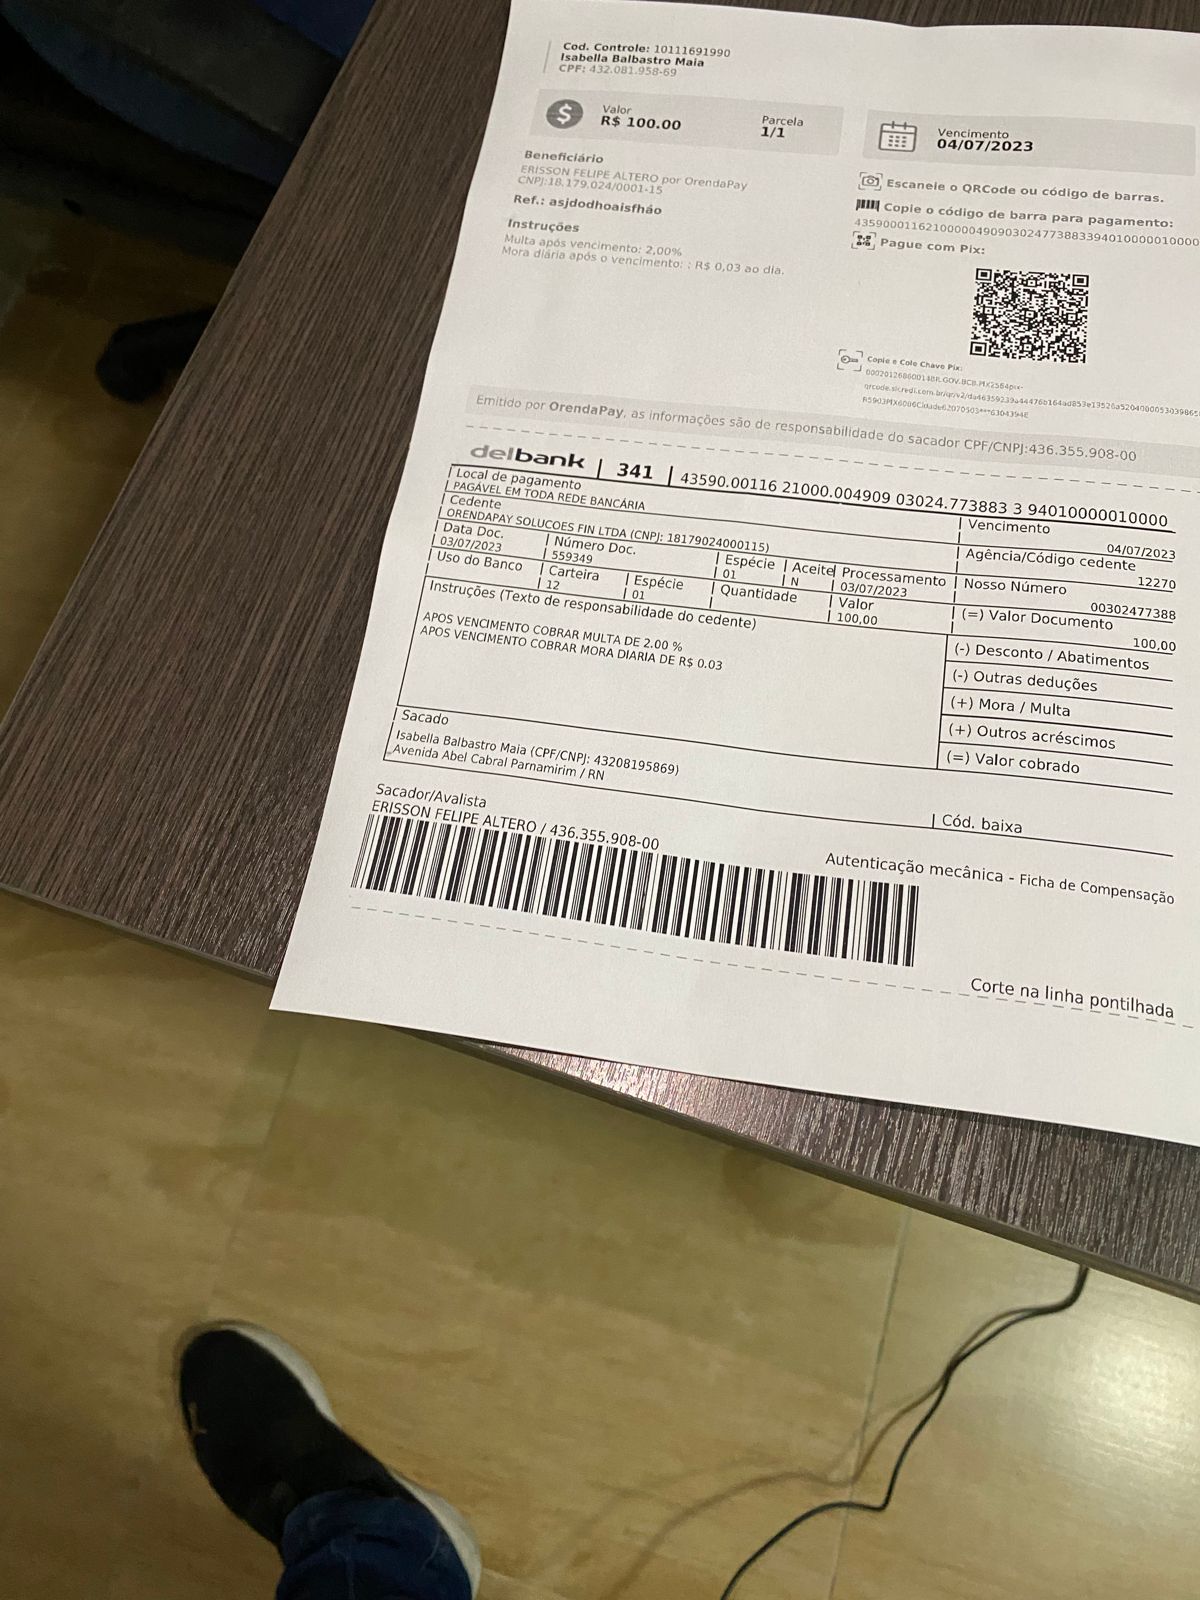 Cod. Controle: 10111691990
Isabella Balbastro Maia
CPF: 432.081.958-69
Valor
R$ 100.00
Parcela
1/1
Vencimento
04/07/2023
Beneficiário
ERISSON FELIPE ALTERO por OrendaPay
CNPJ:18.179.024/0001-15
Ref.: asjdodhoaisfháo
Instruções
Multa após vencimento: 2,00%
Mora diaria após o vencimento: : R$ 0,03 ao dia.
Escaneie o QRCode ou código de barras.
Copie o código de barra para pagamento:
Pague com Pix:
Copie e Cole Chave Pix:
Emitido por OrendaPay, as informações são de responsabilidade do sacador CPF/CNPJ:436.355.908-00
delbank | 341 | 43590.00116 21000.004909 03024.773883 3 94010000010000
Local de pagamento
PAGÁVEL EM TODA REDE BANCÁRIA
Vencimento
04/07/2023
Cedente
ORENDAPAY SOLUCOES FIN LTDA (CNPJ: 18179024000115)
Agência/Código cedente
12270
Data Doc.
03/07/2023
Número Doc.
559349
Espécie
01
Aceite
N
Processamento
03/07/2023
Nosso Número
00302477388
Uso do Banco
Carteira
12
Espécie
01
Quantidade
Valor
100,00
(=) Valor Documento
100,00
Instruções (Texto de responsabilidade do cedente)
APOS VENCIMENTO COBRAR MULTA DE 2.00 %
APOS VENCIMENTO COBRAR MORA DIARIA DE R$ 0.03
(-) Desconto / Abatimentos
(-) Outras deduções
(+) Mora / Multa
(+) Outros acréscimos
(=) Valor cobrado
Sacado
Isabella Balbastro Maia (CPF/CNPJ: 43208195869)
Avenida Abel Cabral Parnamirim / RN
Sacador/Avalista
ERISSON FELIPE ALTERO / 436.355.908-00
Cód. baixa
Autenticação mecânica - Ficha de Compensação
Corte na linha pontilhada